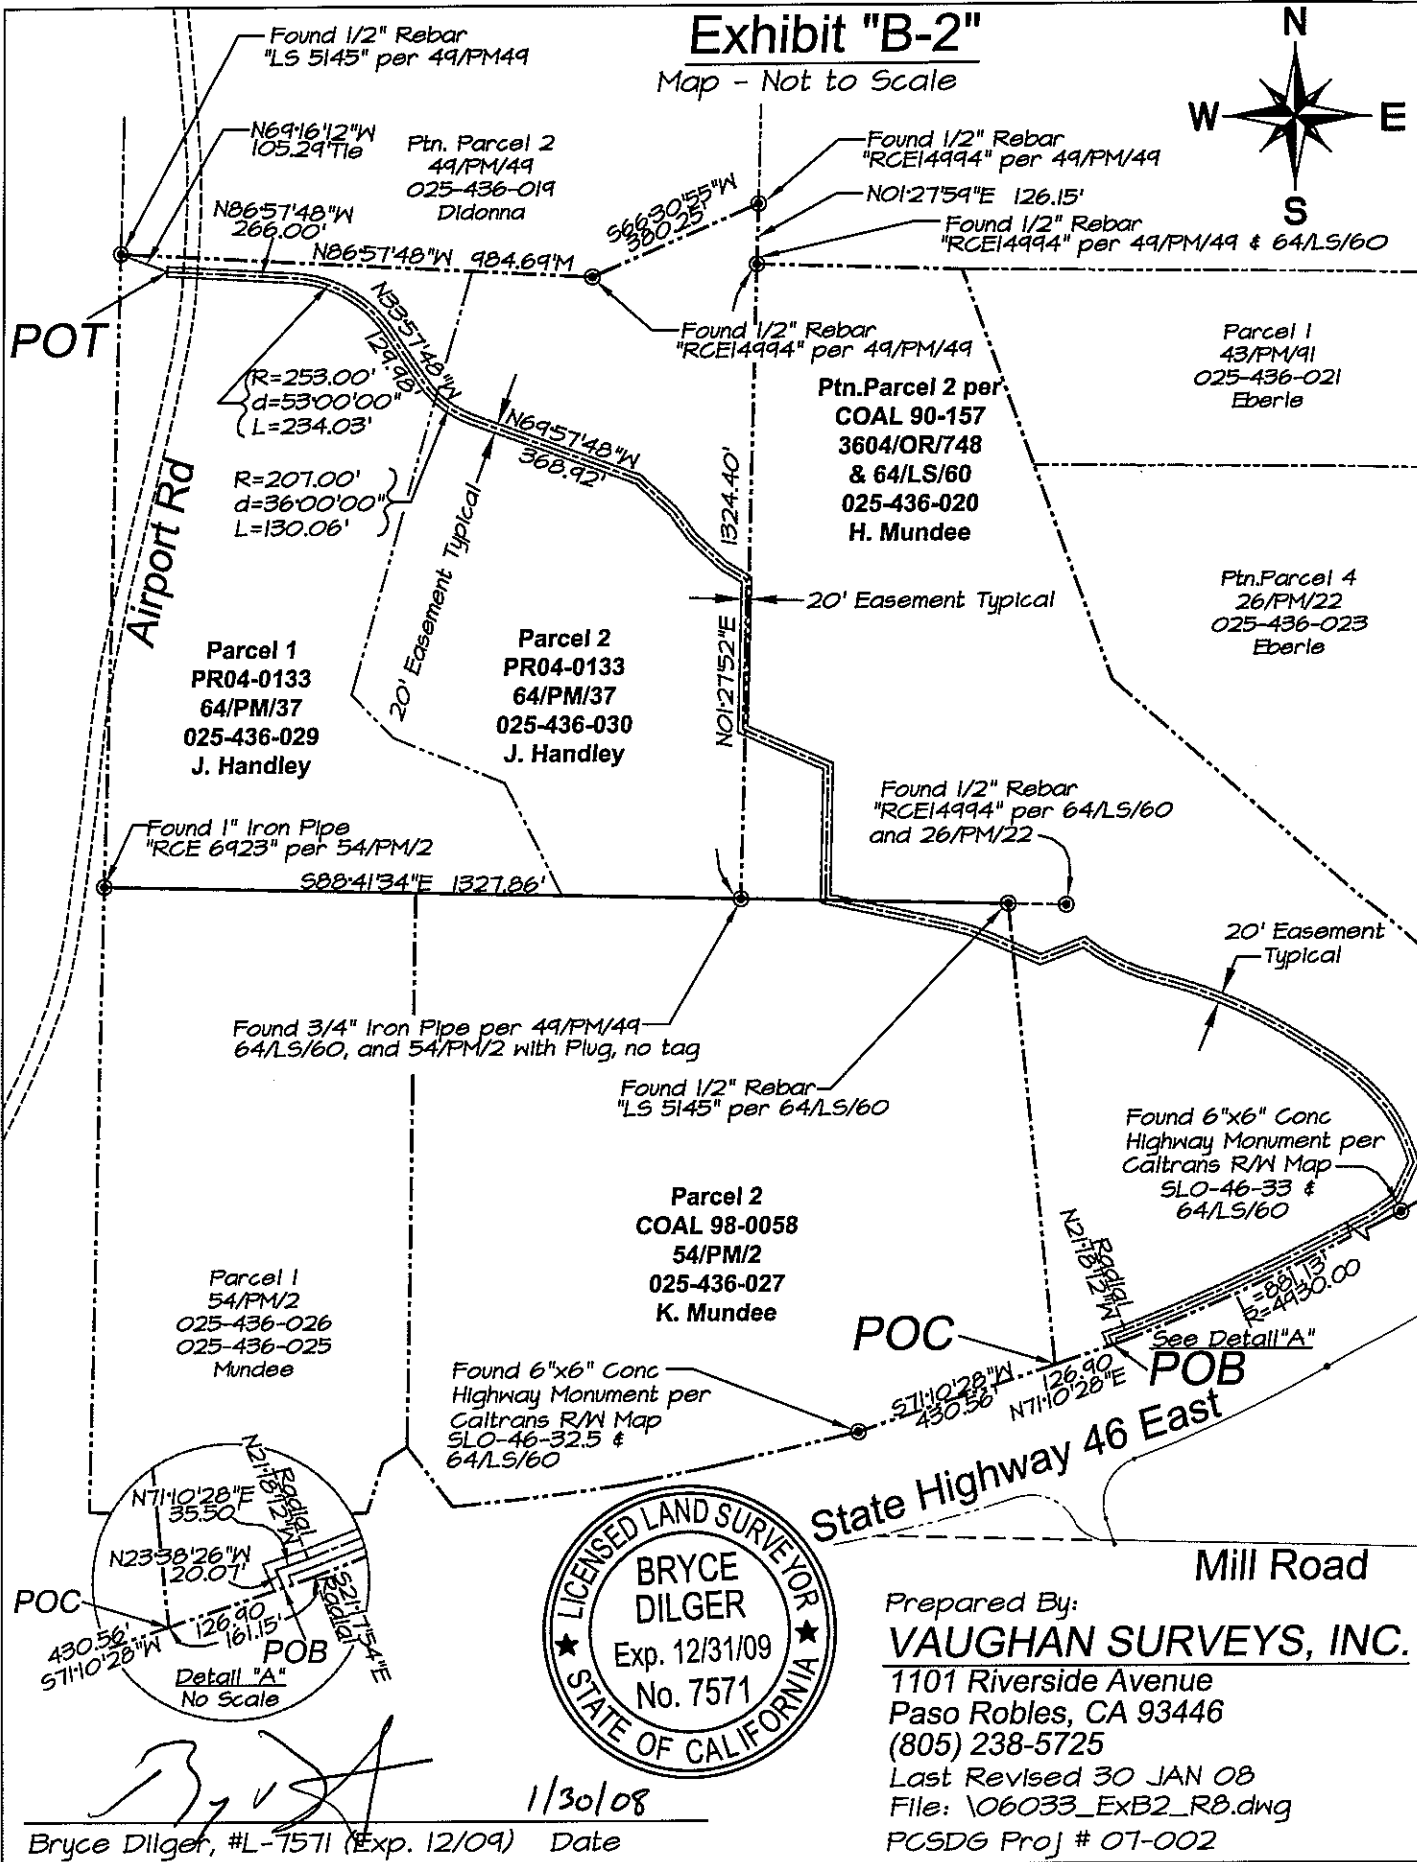 Exhibit "B-2"
Map - Not to Scale
N
W
E
S
Found 1/2" Rebar
"LS 5145" per 49/PM49
N69°16'12"W
105.29' Tie
Ptn. Parcel 2
49/PM/49
025-436-019
Didonna
N86°57'48"W
266.00'
N86°57'48"W 984.69'M
S66°30'55"W
380.25'
Found 1/2" Rebar
"RCE14994" per 49/PM/49
N01°27'59"E 126.15'
Found 1/2" Rebar
"RCE14994" per 49/PM/49 & 64/LS/60
POT
N33°57'48"W
129.98'
R=253.00'
d=53°00'00"
L=234.03'
Found 1/2" Rebar
"RCE14994" per 49/PM/49
Parcel 1
43/PM/91
025-436-021
Eberle
Ptn.Parcel 2 per
COAL 90-157
3604/OR/748
& 64/LS/60
025-436-020
H. Mundee
N69°57'48"W
368.92'
R=207.00'
d=36°00'00"
L=130.06'
Airport Rd
20' Easement Typical
N01°27'52"E 1324.40'
20' Easement Typical
Ptn.Parcel 4
26/PM/22
025-436-023
Eberle
Parcel 1
PR04-0133
64/PM/37
025-436-029
J. Handley
Parcel 2
PR04-0133
64/PM/37
025-436-030
J. Handley
Found 1/2" Rebar
"RCE14994" per 64/LS/60
and 26/PM/22
Found 1" Iron Pipe
"RCE 6923" per 54/PM/2
S88°41'34"E 1327.86'
20' Easement
Typical
Found 3/4" Iron Pipe per 49/PM/49
64/LS/60, and 54/PM/2 with Plug, no tag
Found 1/2" Rebar
"LS 5145" per 64/LS/60
Found 6"x6" Conc
Highway Monument per
Caltrans R/W Map
SLO-46-33 &
64/LS/60
Parcel 2
COAL 98-0058
54/PM/2
025-436-027
K. Mundee
Parcel 1
54/PM/2
025-436-026
025-436-025
Mundee
N21°18'12"W
Radial
L=881.13'
R=4930.00
See Detail "A"
POC
POB
S71°10'28"W
430.56'
126.90
N71°10'28"E
Found 6"x6" Conc
Highway Monument per
Caltrans R/W Map
SLO-46-32.5 &
64/LS/60
State Highway 46 East
Mill Road
N21°18'12"W
Radial
N71°10'28"E
35.50
N23°38'26"W
20.07'
POC
430.56'
S71°10'28"W
126.90
161.15'
POB
S21°17'54"E
Radial
Detail "A"
No Scale
LICENSED LAND SURVEYOR
BRYCE
DILGER
Exp. 12/31/09
No. 7571
STATE OF CALIFORNIA
Prepared By:
VAUGHAN SURVEYS, INC.
1101 Riverside Avenue
Paso Robles, CA 93446
(805) 238-5725
Last Revised 30 JAN 08
File: \06033_ExB2_R8.dwg
PCSDG Proj # 07-002
1/30/08
Bryce Dilger, #L-7571 (Exp. 12/09) Date